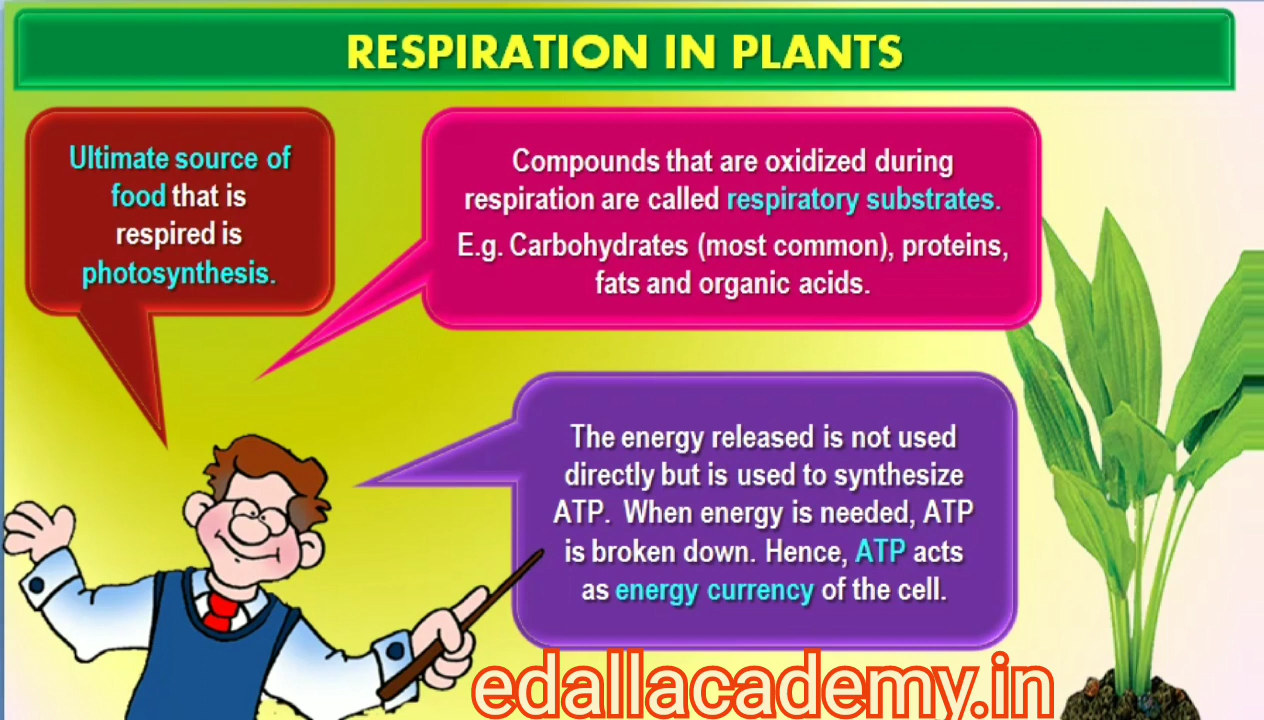 RESPIRATION IN PLANTS
Ultimate source of
food that is
respired is
photosynthesis.
Compounds that are oxidized during
respiration are called respiratory substrates.
E.g. Carbohydrates (most common), proteins,
fats and organic acids.
The energy released is not used
directly but is used to synthesize
ATP. When energy is needed, ATP
is broken down. Hence, ATP acts
as energy currency of the cell.
edallacademy.in